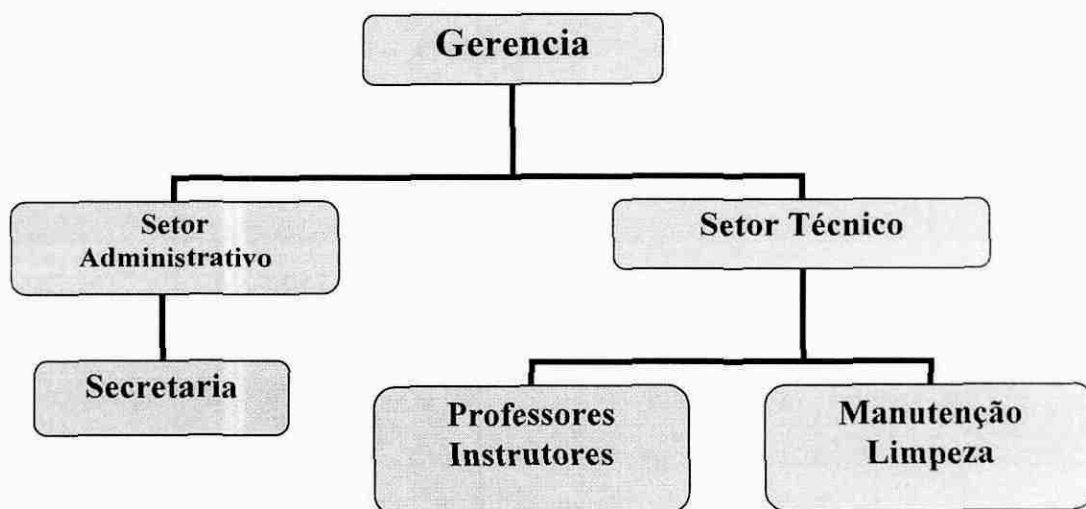 Gerencia
Setor
Administrativo
Setor Técnico
Secretaria
Professores
Instrutores
Manutenção
Limpeza